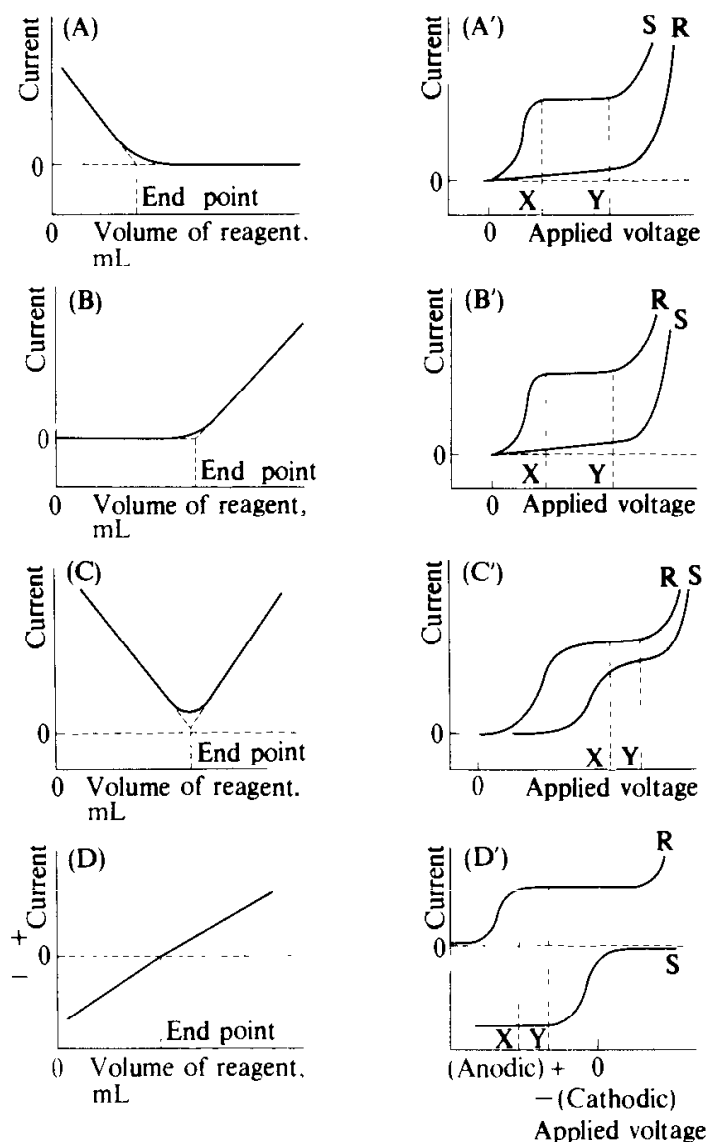 (A)
Current
0
End point
0 Volume of reagent.
mL
(A′)
S R
Current
0
X Y
0 Applied voltage
(B)
Current
0
End point
0 Volume of reagent,
mL
(B′)
R S
Current
0
X Y
0 Applied voltage
(C)
Current
0
End point
0 Volume of reagent.
mL
(C′)
R S
Current
0
X Y
0 Applied voltage
(D)
− Current +
0
End point
0 Volume of reagent.
mL
(D′)
R
Current
0
S
X Y
(Anodic) + 0
− (Cathodic)
Applied voltage